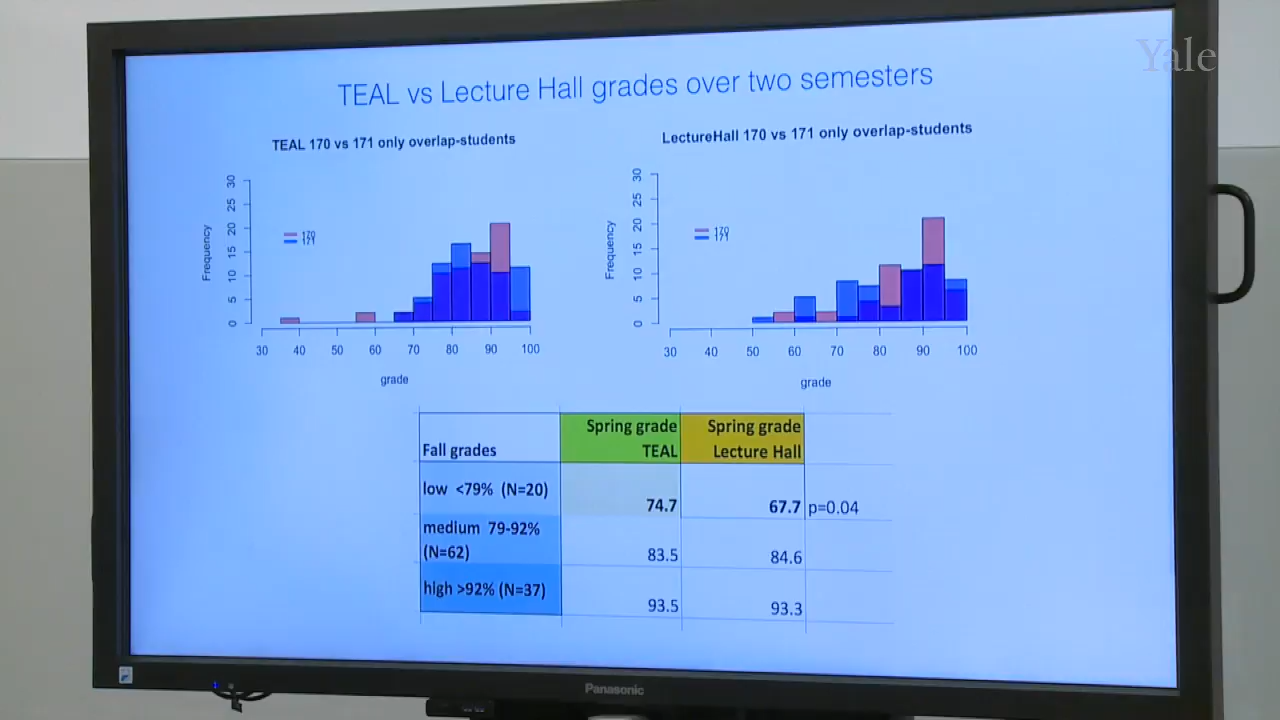 Yale
TEAL vs Lecture Hall grades over two semesters
TEAL 170 vs 171 only overlap-students
Frequency
30
25
20
15
10
5
0
170
171
30 40 50 60 70 80 90 100
grade
LectureHall 170 vs 171 only overlap-students
Frequency
30
25
20
15
10
5
0
170
171
30 40 50 60 70 80 90 100
grade
Fall grades
Spring grade
TEAL
Spring grade
Lecture Hall
low <79% (N=20)
74.7
67.7
p=0.04
medium 79-92%
(N=62)
83.5
84.6
high >92% (N=37)
93.5
93.3
Panasonic